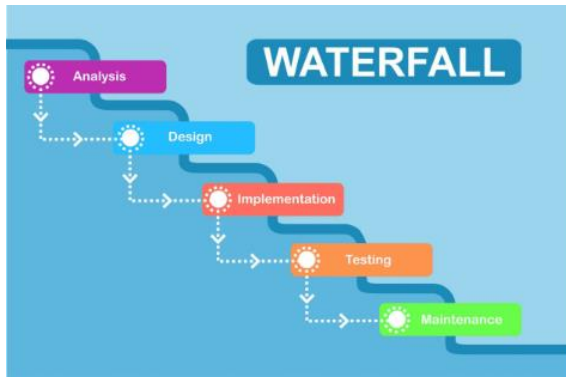 WATERFALL
Analysis
Design
Implementation
Testing
Maintenance